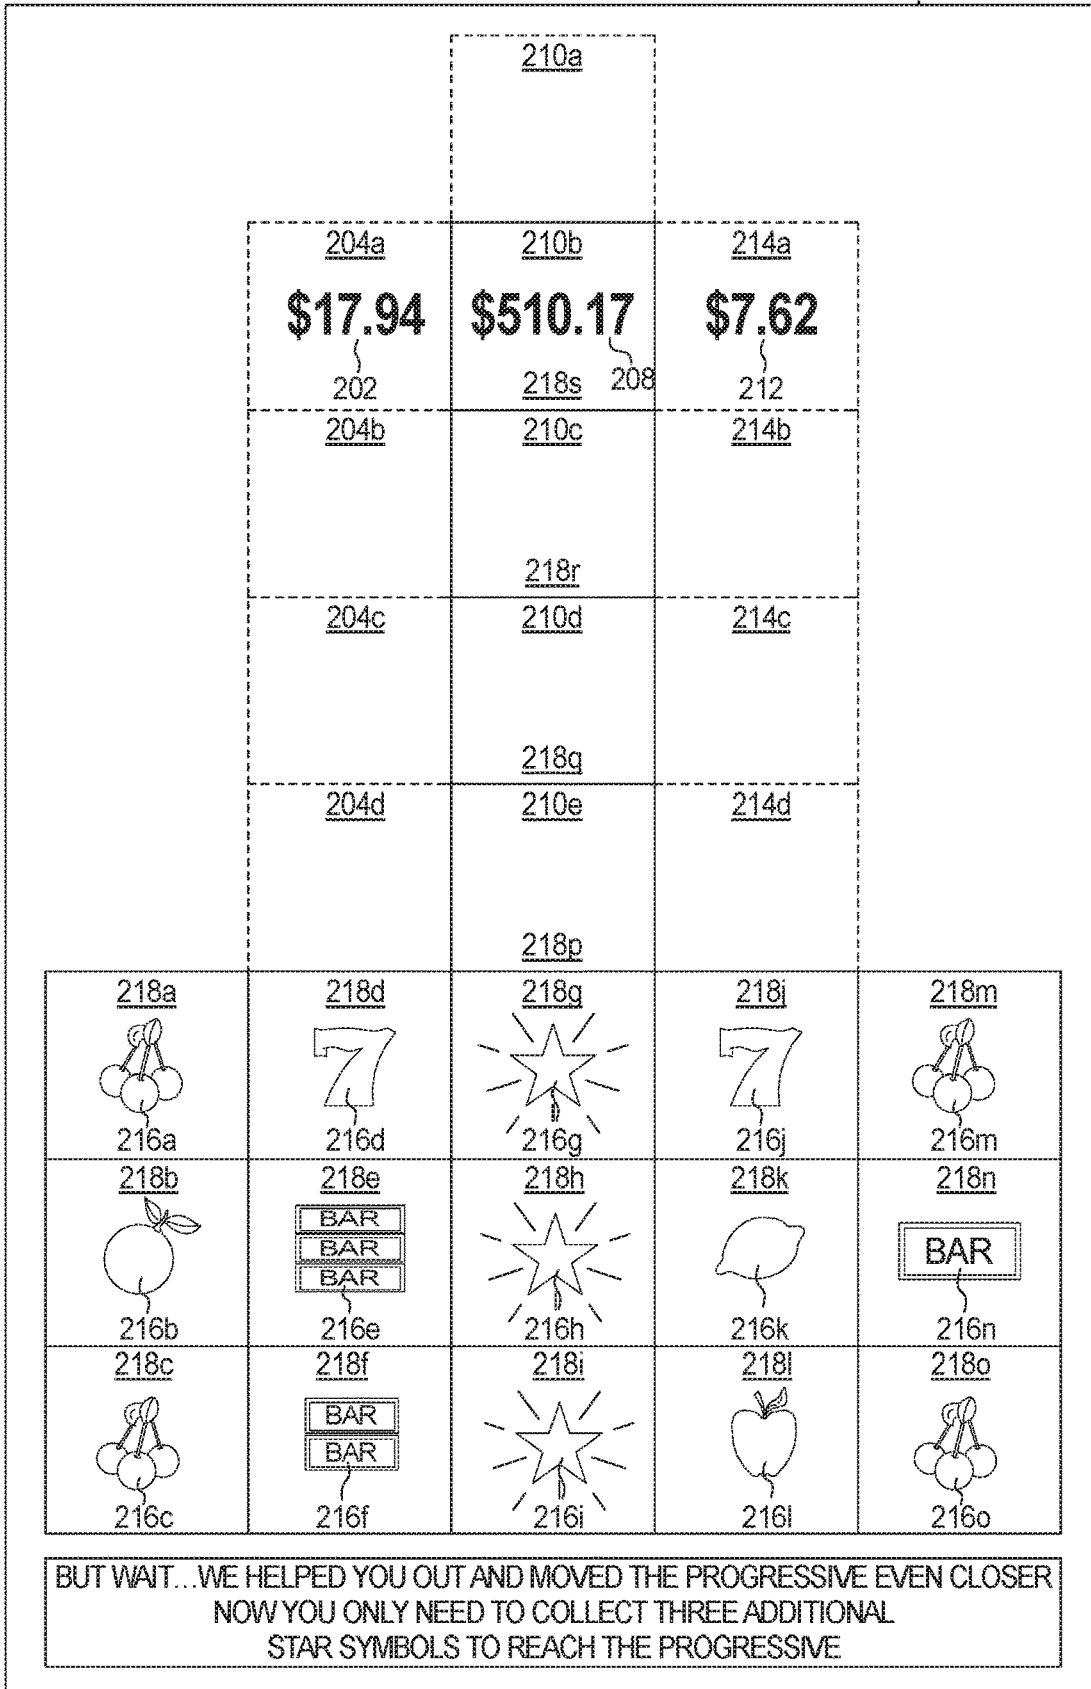 210a
204a 210b 214a
$17.94 $510.17 $7.62
202 218s 208 212
204b 210c 214b
218r
204c 210d 214c
218q
204d 210e 214d
218p
218a 218d 218g 218j 218m
216a 216d 216g 216j 216m
218b 218e 218h 218k 218n
BAR
BAR
BAR
BAR
216b 216e 216h 216k 216n
218c 218f 218i 218l 218o
BAR
BAR
216c 216f 216i 216l 216o
BUT WAIT...WE HELPED YOU OUT AND MOVED THE PROGRESSIVE EVEN CLOSER
NOW YOU ONLY NEED TO COLLECT THREE ADDITIONAL
STAR SYMBOLS TO REACH THE PROGRESSIVE